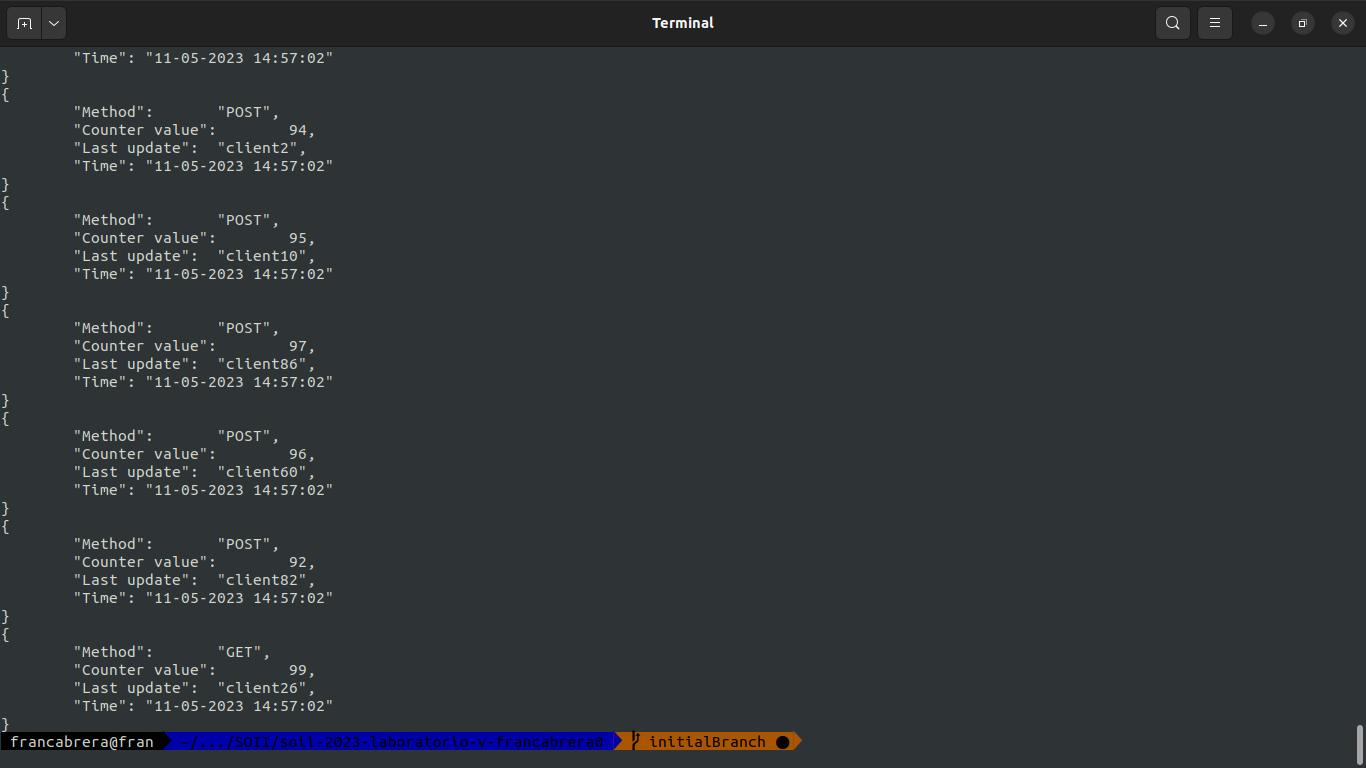 Terminal
"Time": "11-05-2023 14:57:02"
}
{
"Method": "POST",
"Counter value": 94,
"Last update": "client2",
"Time": "11-05-2023 14:57:02"
}
{
"Method": "POST",
"Counter value": 95,
"Last update": "client10",
"Time": "11-05-2023 14:57:02"
}
{
"Method": "POST",
"Counter value": 97,
"Last update": "client86",
"Time": "11-05-2023 14:57:02"
}
{
"Method": "POST",
"Counter value": 96,
"Last update": "client60",
"Time": "11-05-2023 14:57:02"
}
{
"Method": "POST",
"Counter value": 92,
"Last update": "client82",
"Time": "11-05-2023 14:57:02"
}
{
"Method": "GET",
"Counter value": 99,
"Last update": "client26",
"Time": "11-05-2023 14:57:02"
}
francabrera@fran ~/.../SOII/soii-2023-laboratorio-v-francabrera0 initialBranch ●